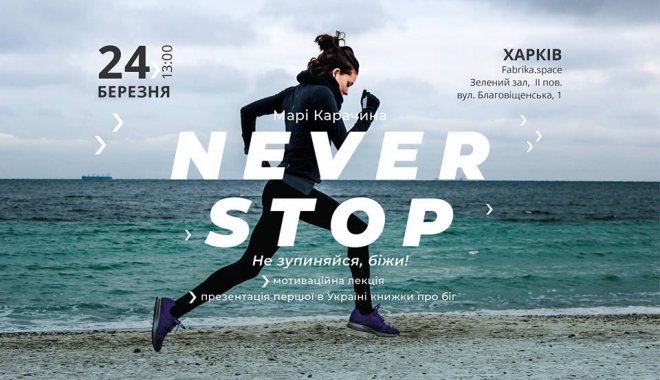 24
13:00
БЕРЕЗНЯ
ХАРКІВ
Fabrika.space
Зелений зал, ІІ пов.
вул. Благовіщенська, 1
Марі Карачина
NEVER
STOP
Не зупиняйся, біжи!
мотиваційна лекція
презентація першої в Україні книжки про біг